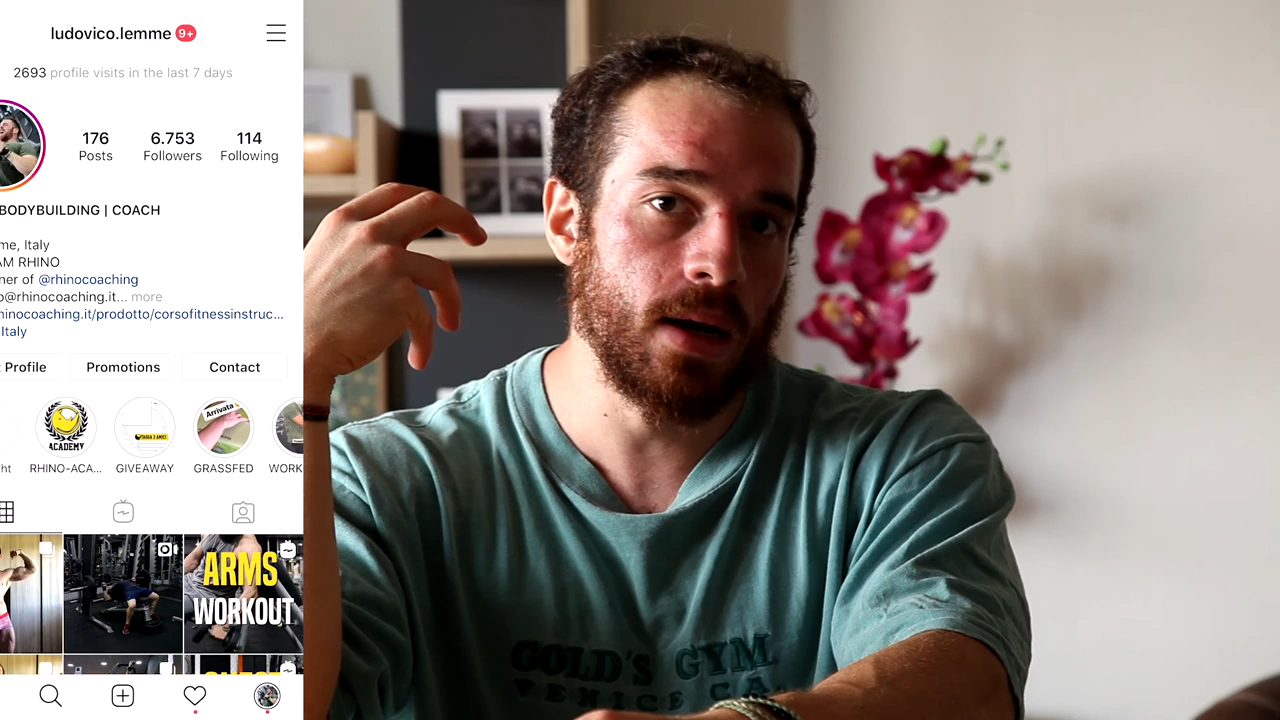 ludovico.lemme 9+
2693 profile visits in the last 7 days
176 6.753 114
Posts Followers Following
BODYBUILDING | COACH
me, Italy
AM RHINO
ner of @rhinocoaching
o@rhinocoaching.it... more
hinocoaching.it/prodotto/corsofitnessinstruc...
Italy
Profile Promotions Contact
Arrivata
ACADEMY
ht RHINO-ACA... GIVEAWAY GRASSFED WORK
ARMS
WORKOUT
GOLD'S GYM
VENICE CA.